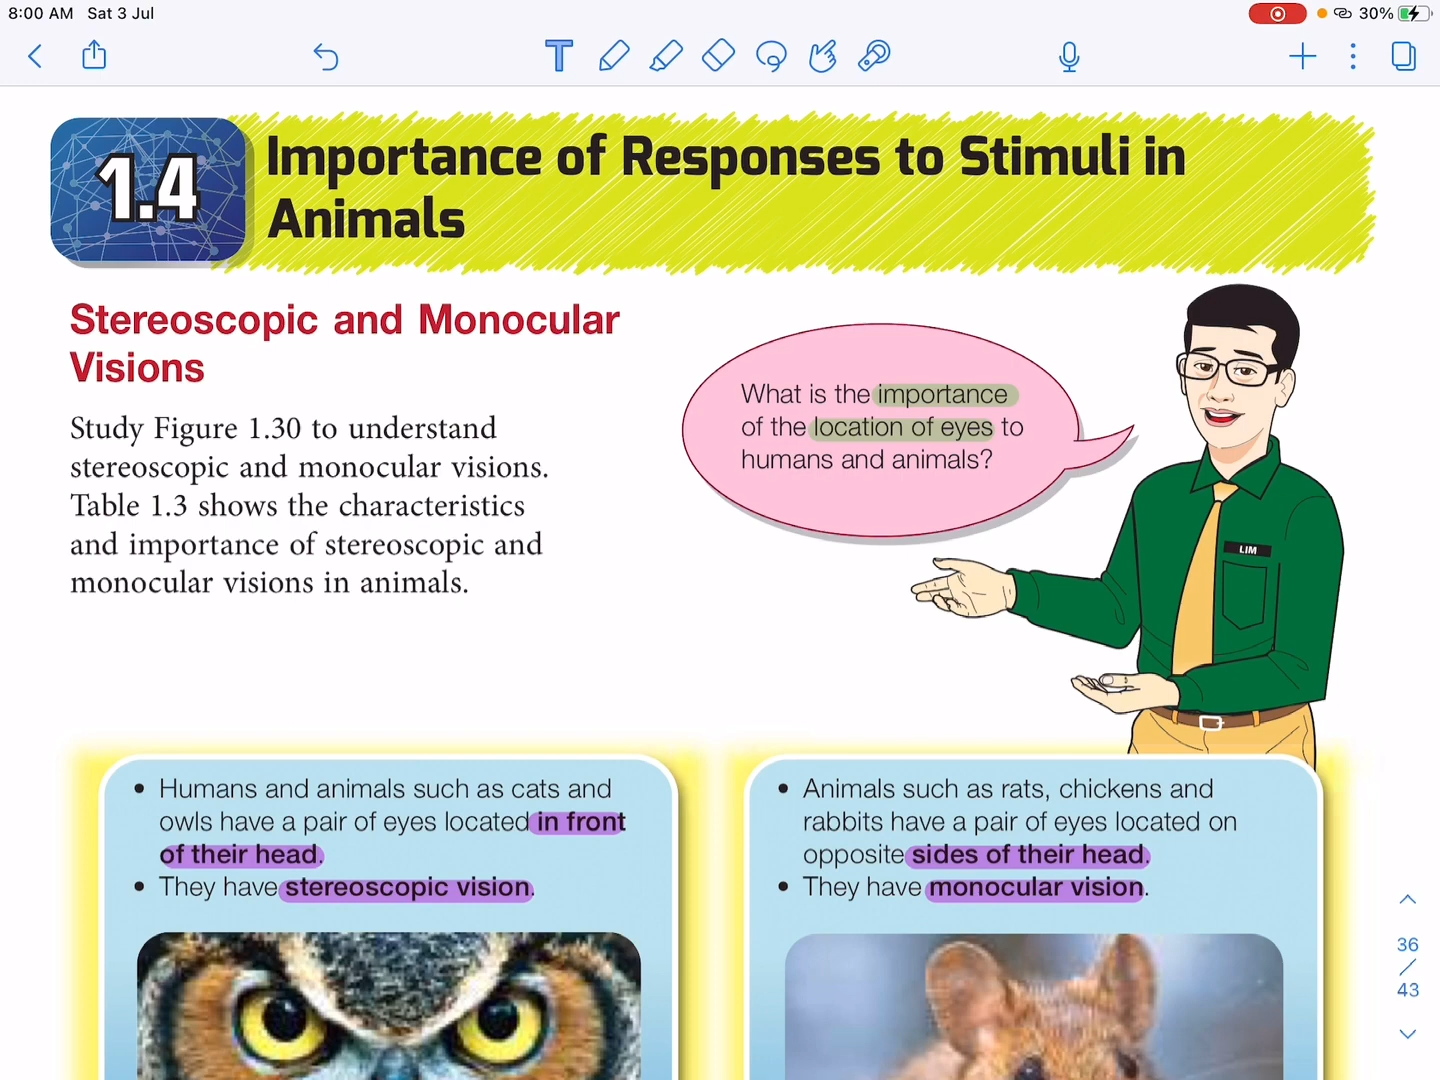 8:00 AM Sat 3 Jul
30%
T
1.4
Importance of Responses to Stimuli in
Animals
Stereoscopic and Monocular
Visions
Study Figure 1.30 to understand
stereoscopic and monocular visions.
Table 1.3 shows the characteristics
and importance of stereoscopic and
monocular visions in animals.
What is the importance
of the location of eyes to
humans and animals?
LIM
• Humans and animals such as cats and
owls have a pair of eyes located in front
of their head.
• They have stereoscopic vision.
• Animals such as rats, chickens and
rabbits have a pair of eyes located on
opposite sides of their head.
• They have monocular vision.
36
/
43